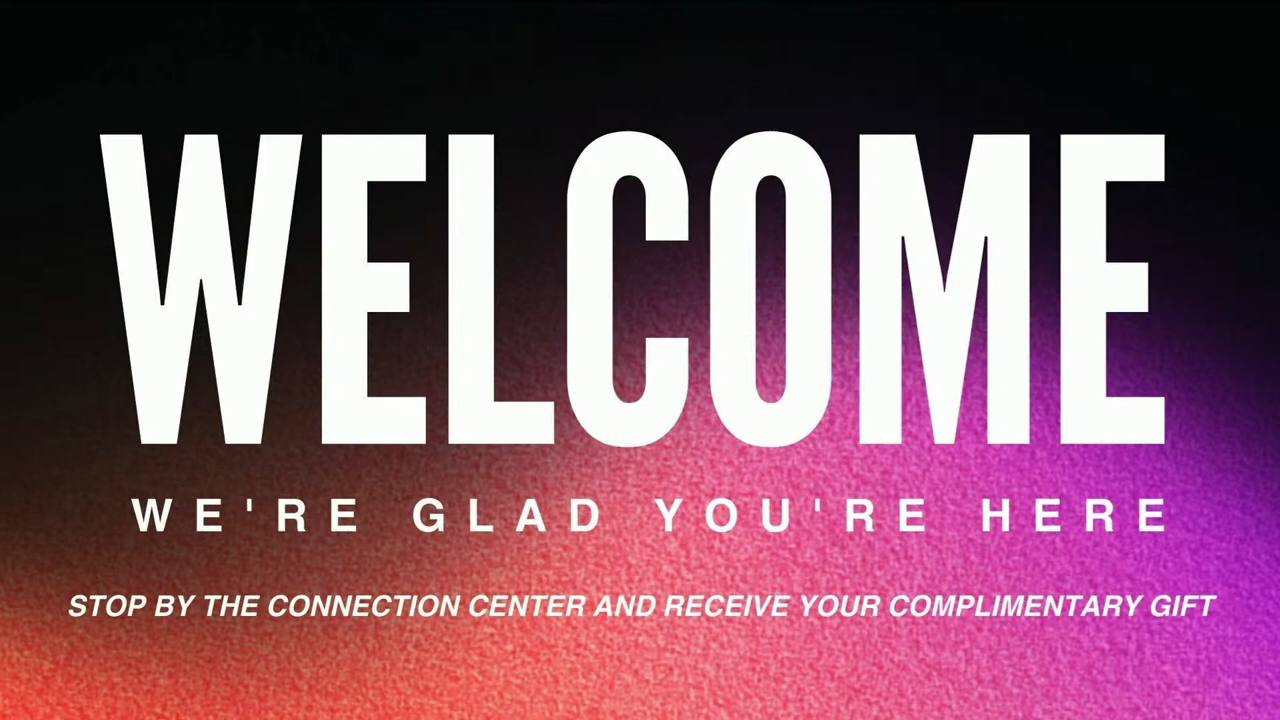 WELCOME
WE'RE GLAD YOU'RE HERE
STOP BY THE CONNECTION CENTER AND RECEIVE YOUR COMPLIMENTARY GIFT